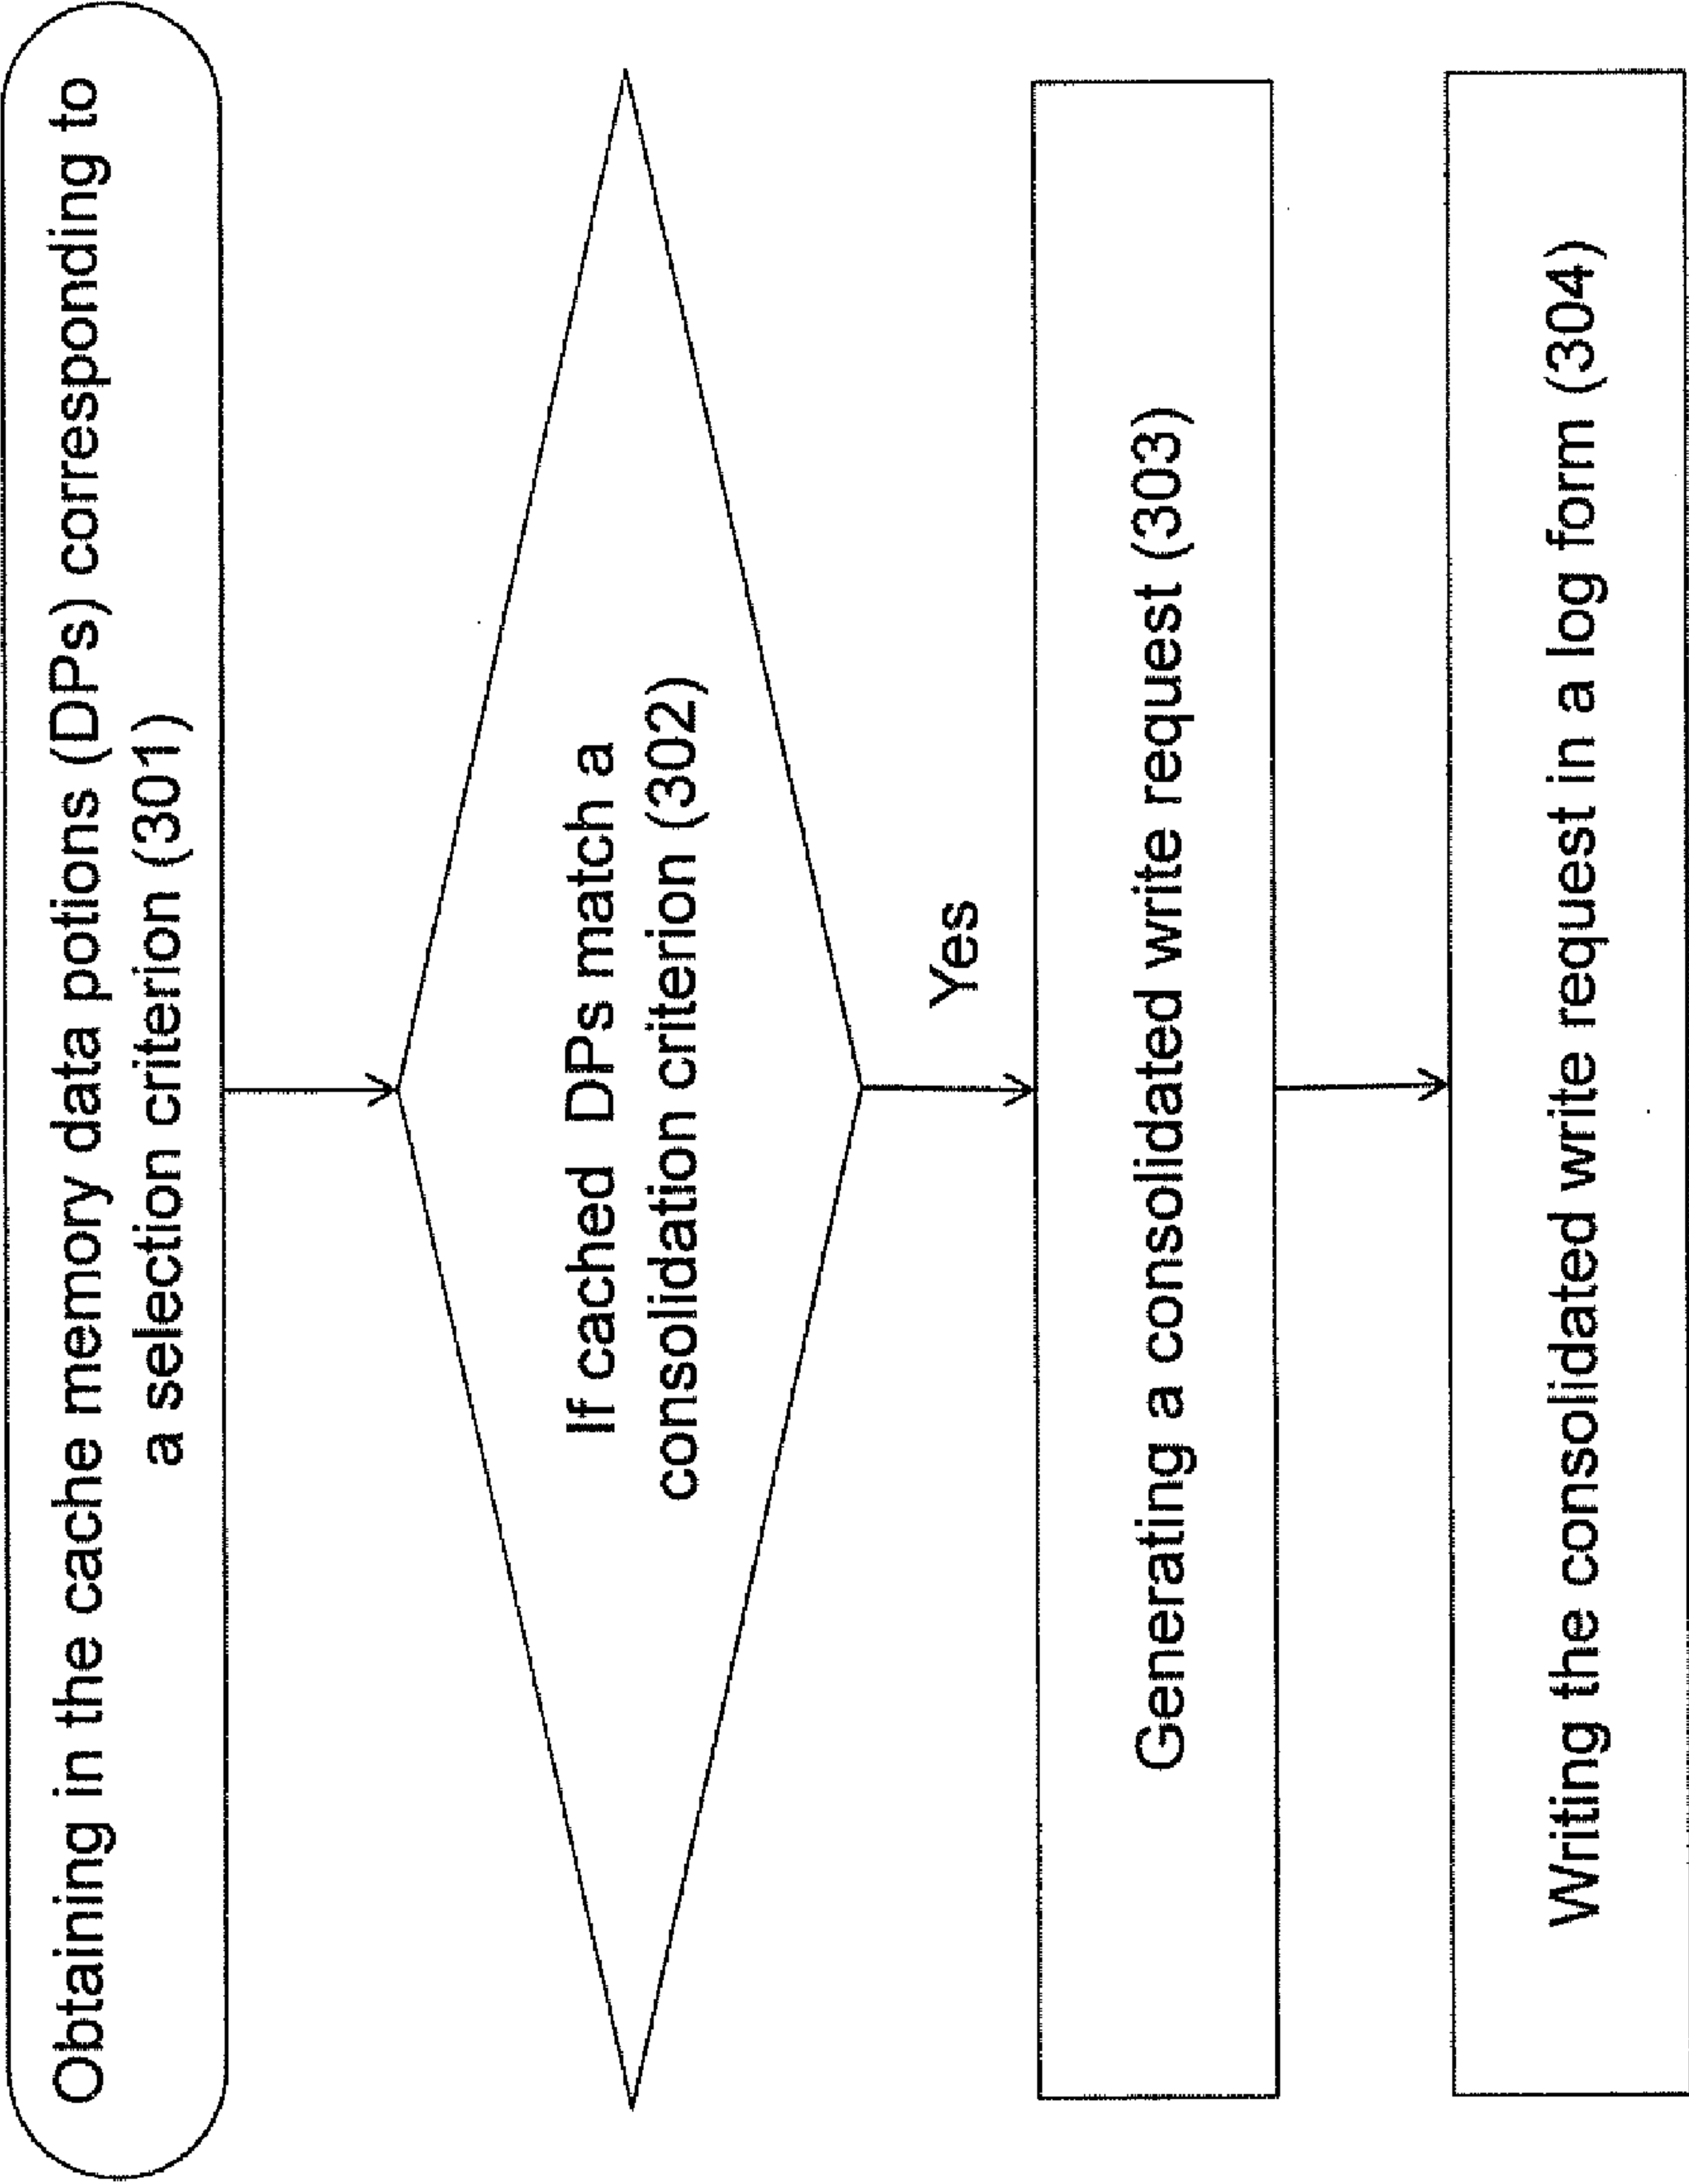 Obtaining in the cache memory data potions (DPs) corresponding to
a selection criterion (301)
If cached DPs match a
consolidation criterion (302)
Yes
Generating a consolidated write request (303)
Writing the consolidated write request in a log form (304)